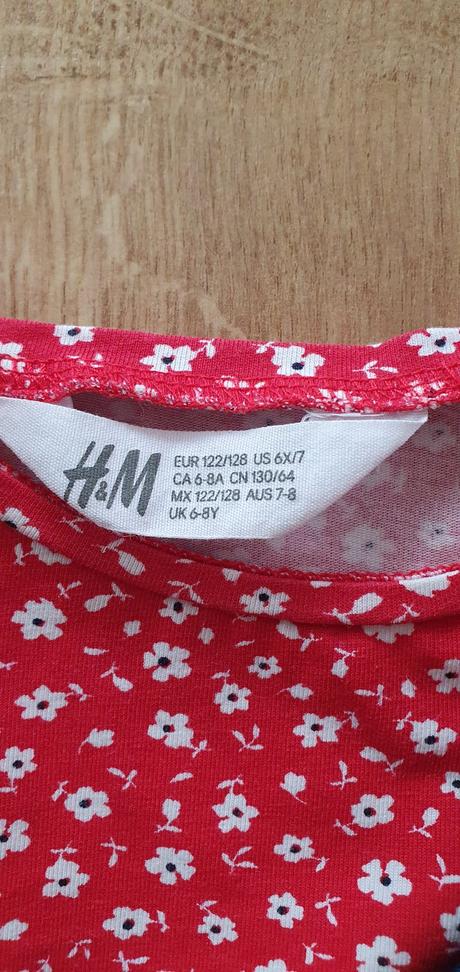 H&M
EUR 122/128 US 6X/7
CA 6-8A CN 130/64
MX 122/128 AUS 7-8
UK 6-8Y